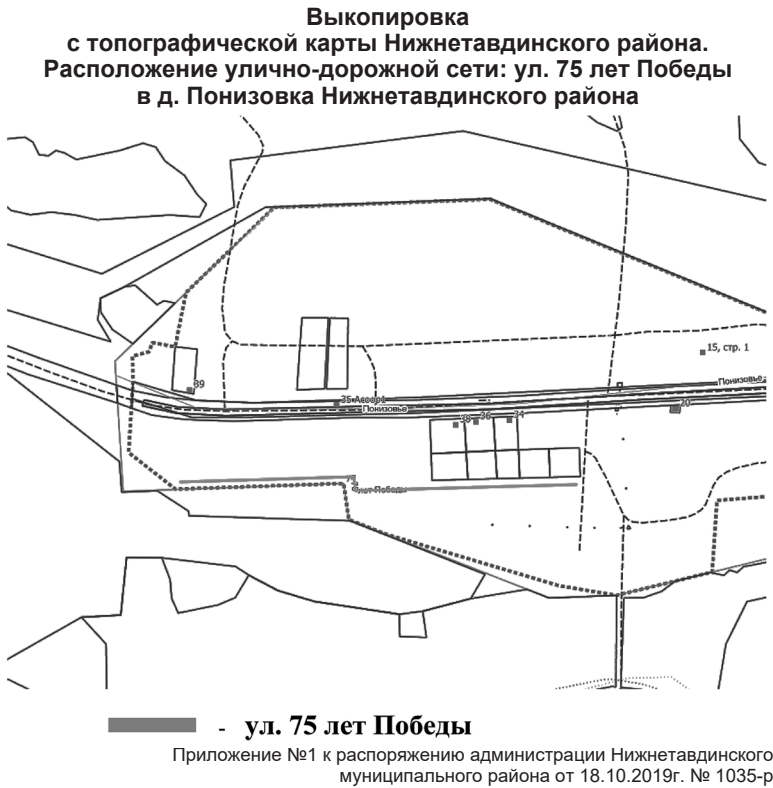 Выкопировка
с топографической карты Нижнетавдинского района.
Расположение улично-дорожной сети: ул. 75 лет Победы
в д. Понизовка Нижнетавдинского района
15, стр. 1
39
Понизовье
35
Понизовье
38
36
34
20
75
лет Победы
- ул. 75 лет Победы
Приложение №1 к распоряжению администрации Нижнетавдинского
муниципального района от 18.10.2019г. № 1035-р